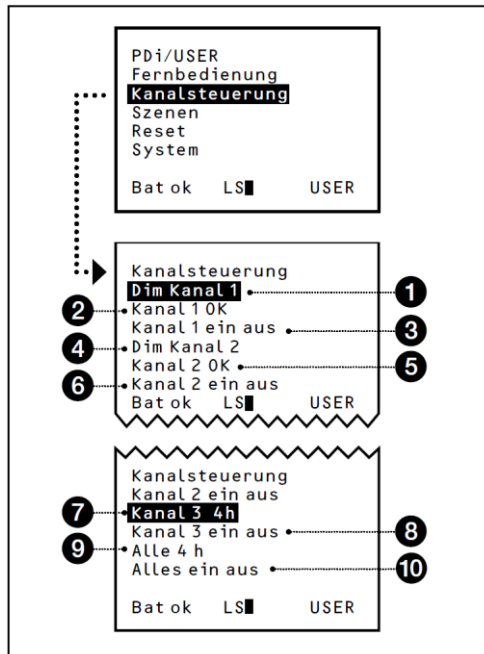 PDi/USER
Fernbedienung
Kanalsteuerung
Szenen
Reset
System
Bat ok LS USER
Kanalsteuerung
Dim Kanal 1
1
2
Kanal 1 OK
Kanal 1 ein aus
3
4
Dim Kanal 2
Kanal 2 OK
5
6
Kanal 2 ein aus
Bat ok LS USER
Kanalsteuerung
Kanal 2 ein aus
7
Kanal 3 4h
Kanal 3 ein aus
8
9
Alle 4 h
Alles ein aus
10
Bat ok LS USER